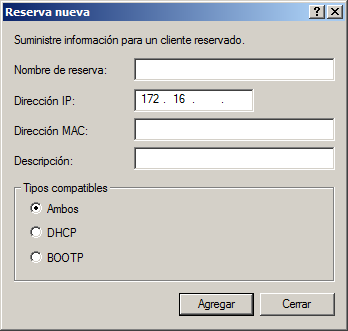 Reserva nueva
Suministre información para un cliente reservado.
Nombre de reserva:
Dirección IP: 172 . 16 . .
Dirección MAC:
Descripción:
Tipos compatibles
Ambos
DHCP
BOOTP
Agregar Cerrar